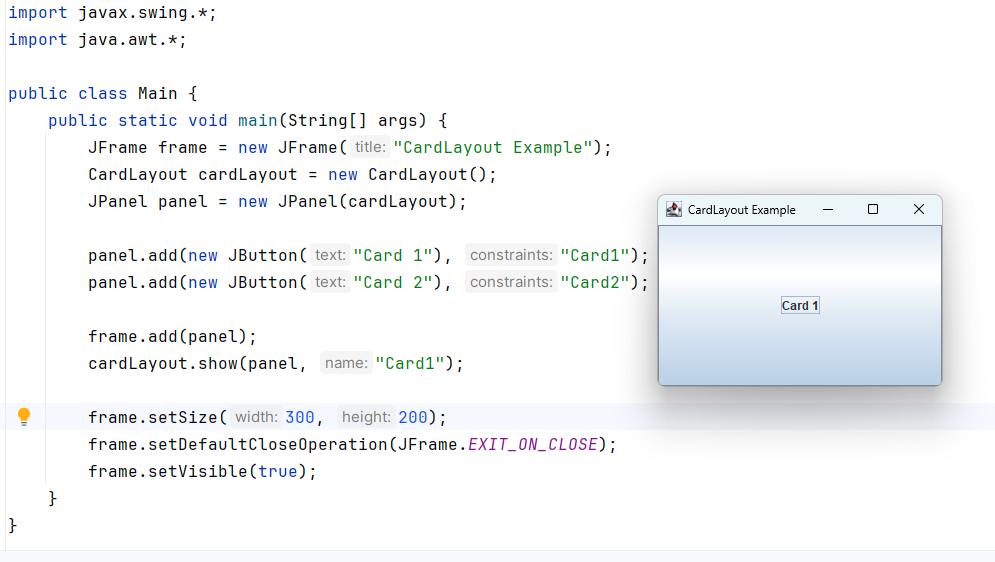 import javax.swing.*;
import java.awt.*;
public class Main {
public static void main(String[] args) {
JFrame frame = new JFrame( title: "CardLayout Example");
CardLayout cardLayout = new CardLayout();
JPanel panel = new JPanel(cardLayout);
panel.add(new JButton( text: "Card 1"), constraints: "Card1");
panel.add(new JButton( text: "Card 2"), constraints: "Card2");
frame.add(panel);
cardLayout.show(panel, name: "Card1");
frame.setSize( width: 300, height: 200);
frame.setDefaultCloseOperation(JFrame.EXIT_ON_CLOSE);
frame.setVisible(true);
}
}
CardLayout Example
Card 1